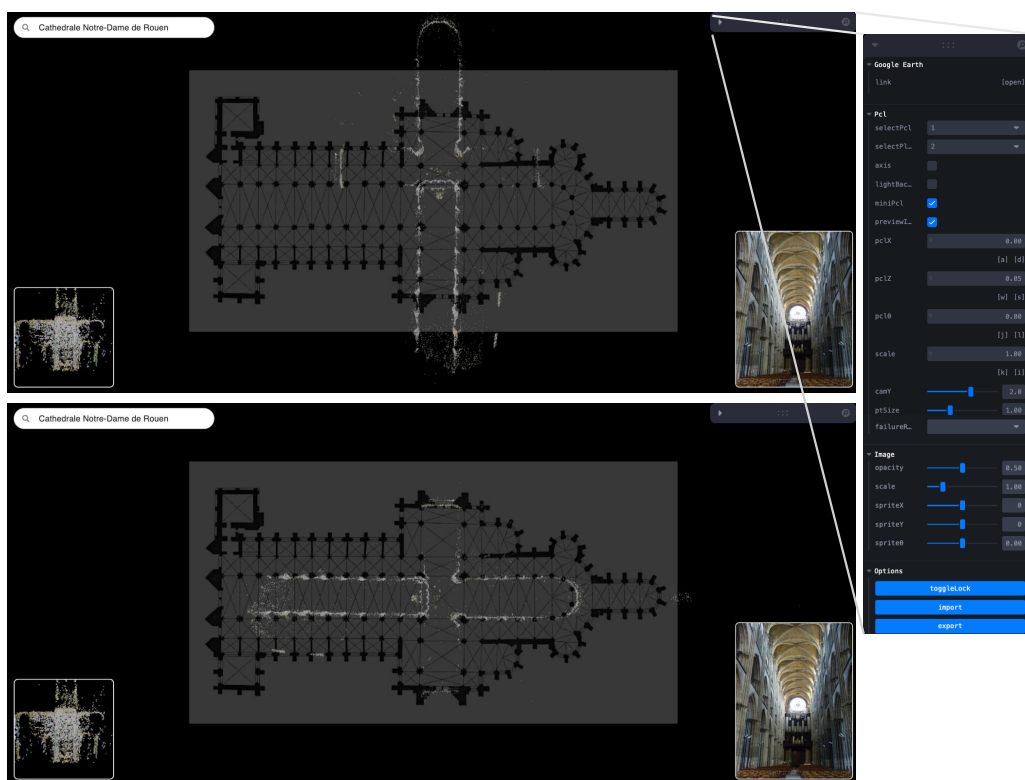 Cathedrale Notre-Dame de Rouen
Google Earth
link [open]
Pcl
selectPcl 1
selectPl… 2
axis
lightBac…
miniPcl
previewI…
pclX 0.00
[a] [d]
pclZ 0.05
[w] [s]
pclθ 0.00
[j] [l]
scale 1.00
[k] [i]
camY 2.0
ptSize 1.00
failureR…
Image
opacity 0.50
scale 1.00
spriteX 0
spriteY 0
spriteθ 0.00
Options
toggleLock
import
export
Cathedrale Notre-Dame de Rouen